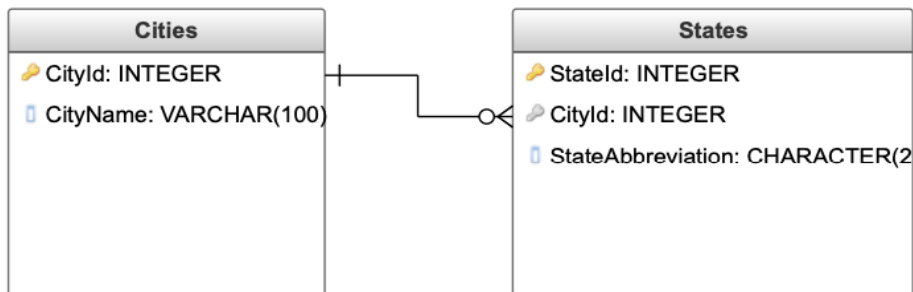 Cities
CityId: INTEGER
CityName: VARCHAR(100)
States
StateId: INTEGER
CityId: INTEGER
StateAbbreviation: CHARACTER(2